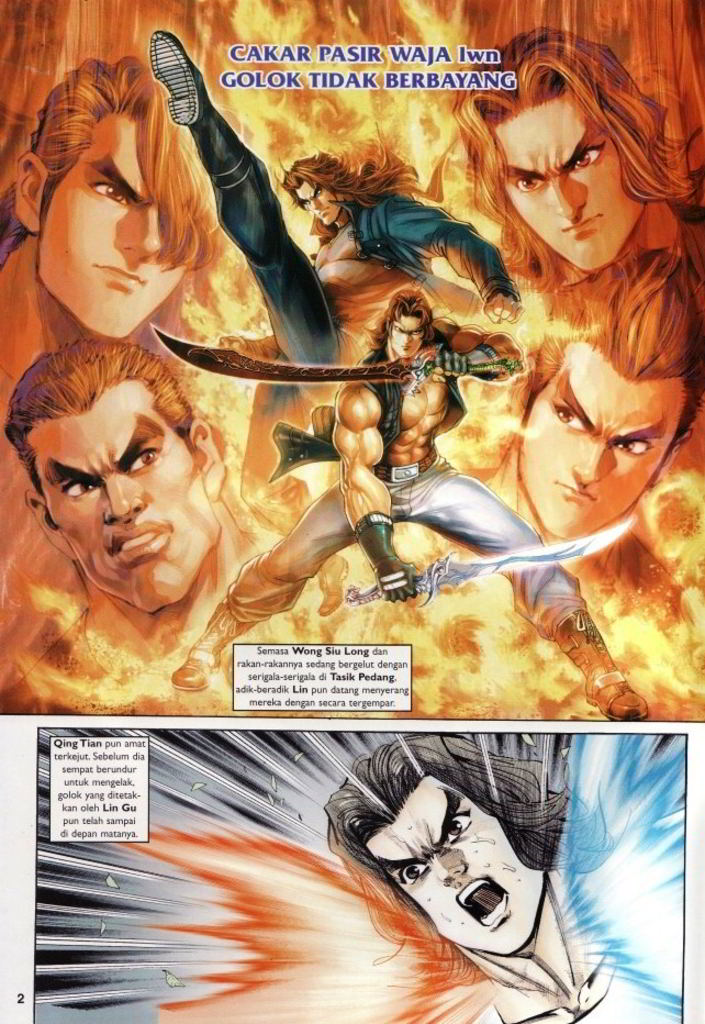 CAKAR PASIR WAJA lwn
GOLOK TIDAK BERBAYANG
Semasa Wong Siu Long dan
rakan-rakannya sedang bergelut dengan
serigala-serigala di Tasik Pedang,
adik-beradik Lin pun datang menyerang
mereka dengan secara tergempar.
Qing Tian pun amat
terkejut. Sebelum dia
sempat berundur
untuk mengelak,
golok yang ditetak-
kan oleh Lin Gu
pun telah sampai
di depan matanya.
2